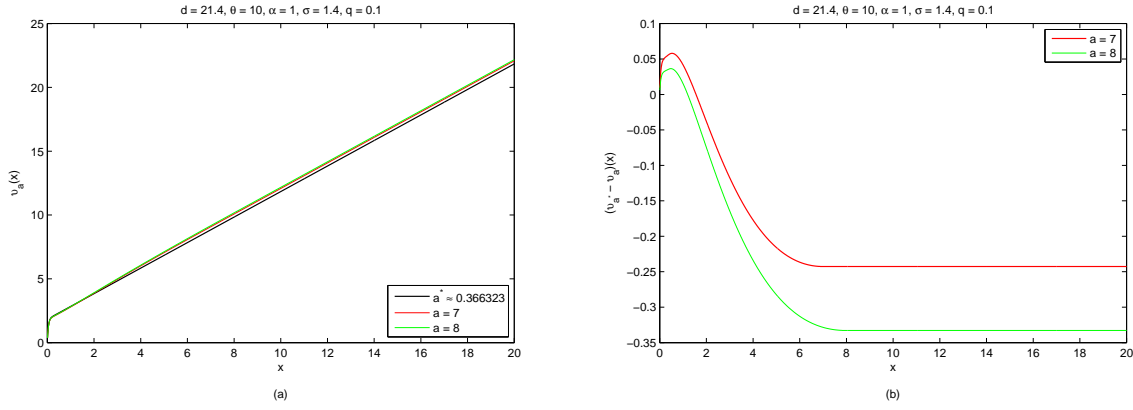 d = 21.4, θ = 10, α = 1, σ = 1.4, q = 0.1
25
20
15
10
5
0
0 2 4 6 8 10 12 14 16 18 20
υ_a(x)
x
a* ≈ 0.366323
a = 7
a = 8
(a)
d = 21.4, θ = 10, α = 1, σ = 1.4, q = 0.1
0.1
0.05
0
−0.05
−0.1
−0.15
−0.2
−0.25
−0.3
−0.35
0 2 4 6 8 10 12 14 16 18 20
(υ_a* − υ_a)(x)
x
a = 7
a = 8
(b)